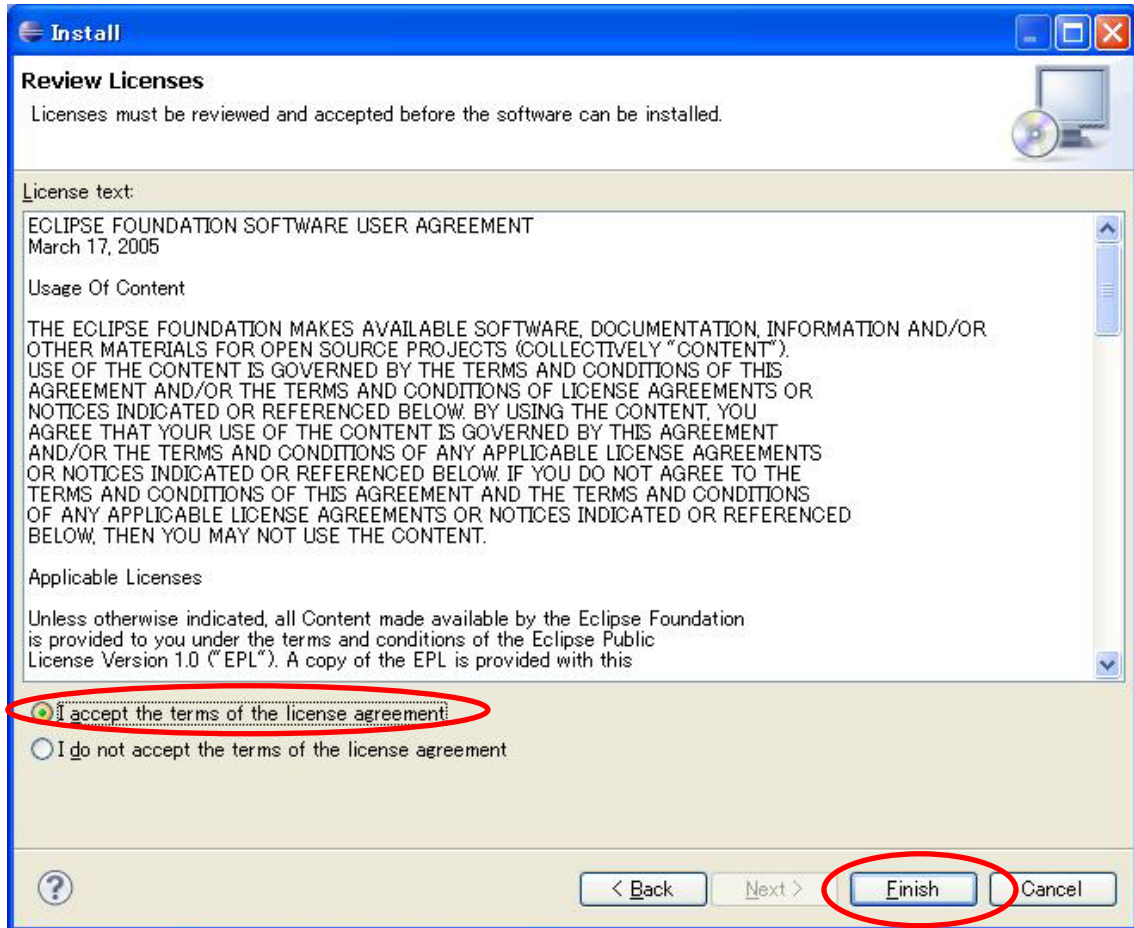 Install
Review Licenses
Licenses must be reviewed and accepted before the software can be installed.
License text:
ECLIPSE FOUNDATION SOFTWARE USER AGREEMENT
March 17, 2005
Usage Of Content
THE ECLIPSE FOUNDATION MAKES AVAILABLE SOFTWARE, DOCUMENTATION, INFORMATION AND/OR
OTHER MATERIALS FOR OPEN SOURCE PROJECTS (COLLECTIVELY "CONTENT").
USE OF THE CONTENT IS GOVERNED BY THE TERMS AND CONDITIONS OF THIS
AGREEMENT AND/OR THE TERMS AND CONDITIONS OF LICENSE AGREEMENTS OR
NOTICES INDICATED OR REFERENCED BELOW. BY USING THE CONTENT, YOU
AGREE THAT YOUR USE OF THE CONTENT IS GOVERNED BY THIS AGREEMENT
AND/OR THE TERMS AND CONDITIONS OF ANY APPLICABLE LICENSE AGREEMENTS
OR NOTICES INDICATED OR REFERENCED BELOW. IF YOU DO NOT AGREE TO THE
TERMS AND CONDITIONS OF THIS AGREEMENT AND THE TERMS AND CONDITIONS
OF ANY APPLICABLE LICENSE AGREEMENTS OR NOTICES INDICATED OR REFERENCED
BELOW, THEN YOU MAY NOT USE THE CONTENT.
Applicable Licenses
Unless otherwise indicated, all Content made available by the Eclipse Foundation
is provided to you under the terms and conditions of the Eclipse Public
License Version 1.0 ("EPL"). A copy of the EPL is provided with this
I accept the terms of the license agreement
I do not accept the terms of the license agreement
? < Back Next > Finish Cancel